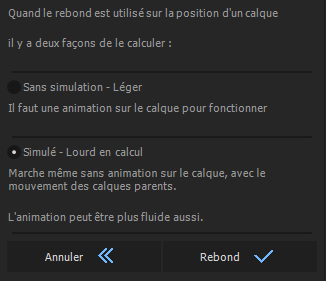 Quand le rebond est utilisé sur la position d'un calque
il y a deux façons de le calculer :
Sans simulation - Léger
Il faut une animation sur le calque pour fonctionner
Simulé - Lourd en calcul
Marche même sans animation sur le calque, avec le
mouvement des calques parents.
L'animation peut être plus fluide aussi.
Annuler
Rebond